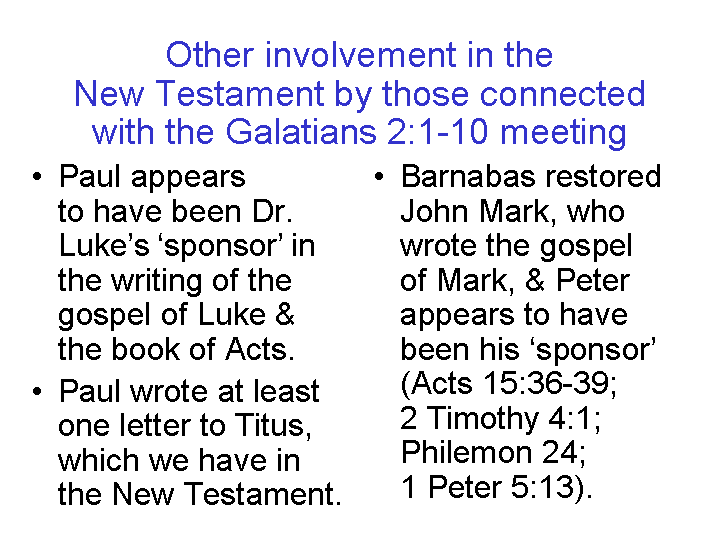 Other involvement in the
New Testament by those connected
with the Galatians 2:1-10 meeting
• Paul appears
to have been Dr.
Luke’s ‘sponsor’ in
the writing of the
gospel of Luke &
the book of Acts.
• Paul wrote at least
one letter to Titus,
which we have in
the New Testament.
• Barnabas restored
John Mark, who
wrote the gospel
of Mark, & Peter
appears to have
been his ‘sponsor’
(Acts 15:36-39;
2 Timothy 4:1;
Philemon 24;
1 Peter 5:13).